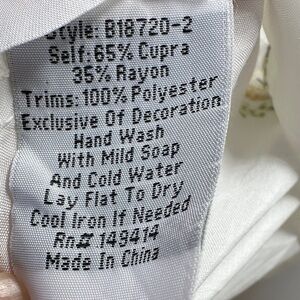 Style: B18720-2
Self: 65% Cupra
35% Rayon
Trims: 100% Polyester
Exclusive Of Decoration
Hand Wash
With Mild Soap
And Cold Water
Lay Flat To Dry
Cool Iron If Needed
Rn# 149414
Made In China